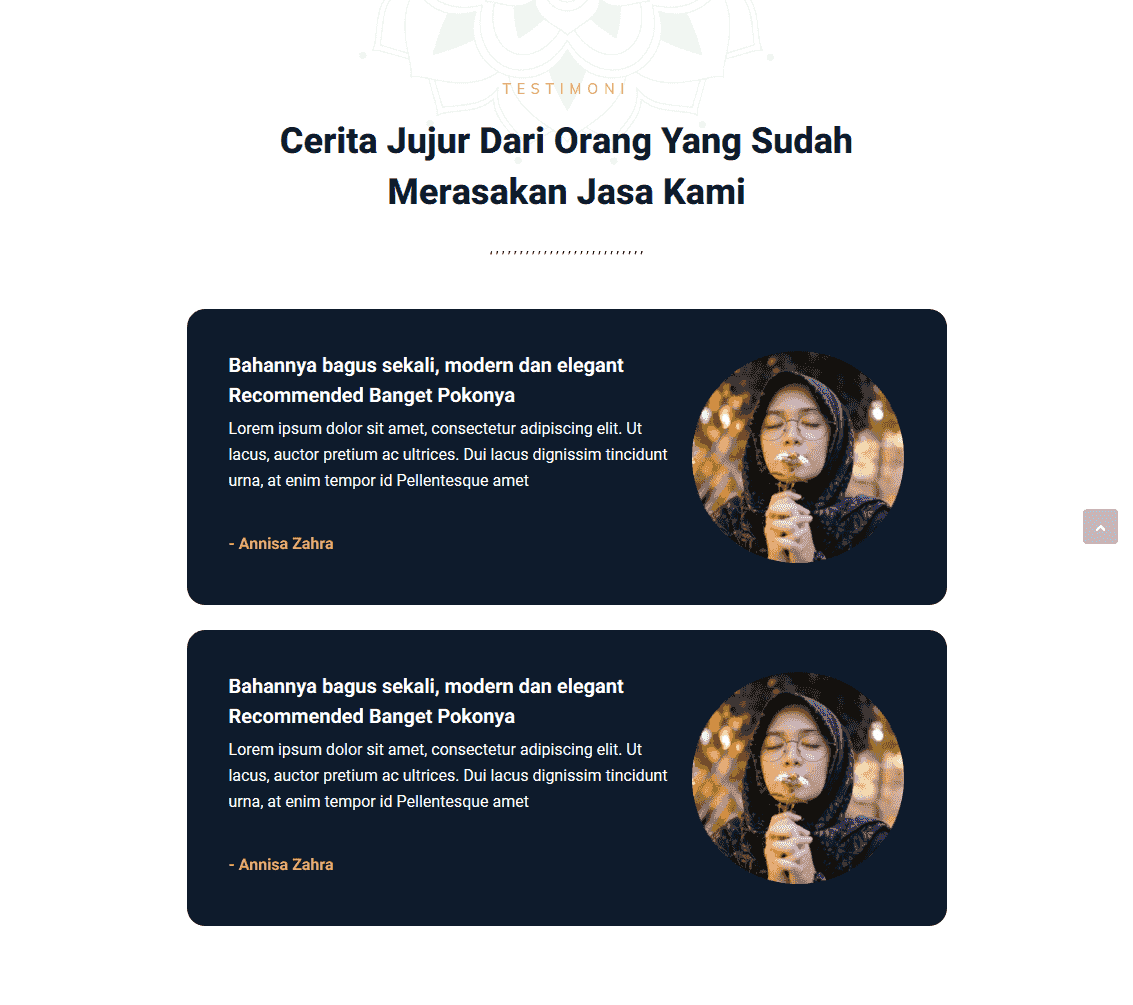 TESTIMONI
Cerita Jujur Dari Orang Yang Sudah
Merasakan Jasa Kami
Bahannya bagus sekali, modern dan elegant
Recommended Banget Pokonya
Lorem ipsum dolor sit amet, consectetur adipiscing elit. Ut
lacus, auctor pretium ac ultrices. Dui lacus dignissim tincidunt
urna, at enim tempor id Pellentesque amet
- Annisa Zahra
Bahannya bagus sekali, modern dan elegant
Recommended Banget Pokonya
Lorem ipsum dolor sit amet, consectetur adipiscing elit. Ut
lacus, auctor pretium ac ultrices. Dui lacus dignissim tincidunt
urna, at enim tempor id Pellentesque amet
- Annisa Zahra